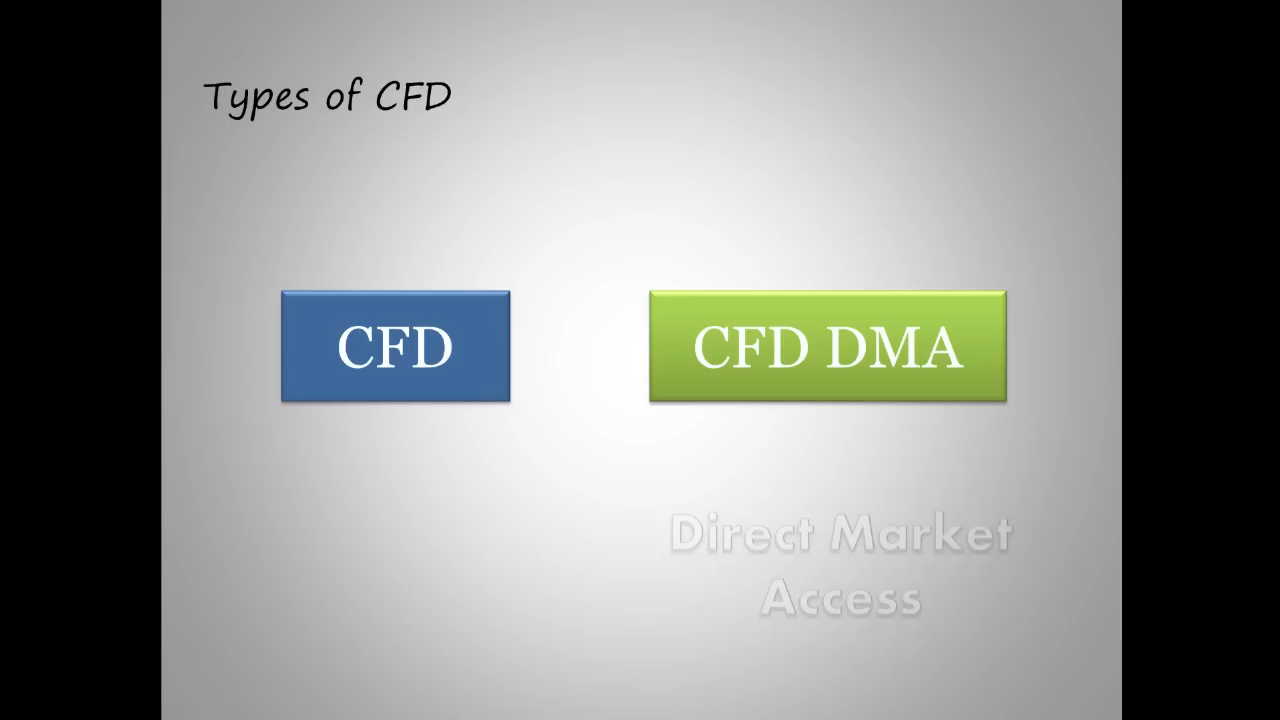 Types of CFD
CFD
CFD DMA
Direct Market
Access